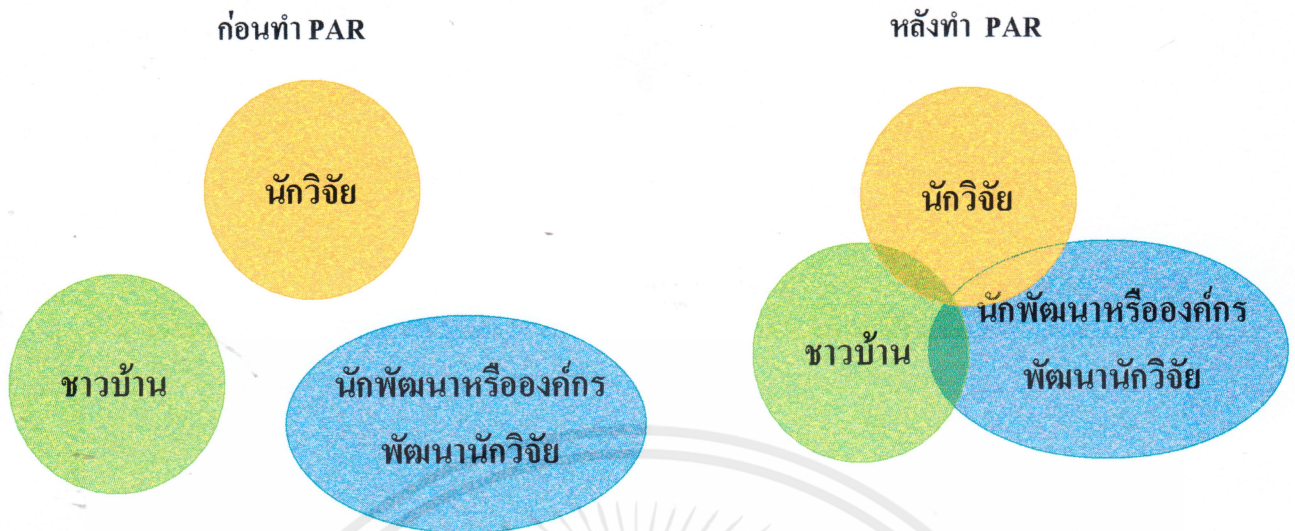 ก่อนทำ PAR
นักวิจัย
ชาวบ้าน
นักพัฒนาหรือองค์กร
พัฒนานักวิจัย
หลังทำ PAR
นักวิจัย
ชาวบ้าน
นักพัฒนาหรือองค์กร
พัฒนานักวิจัย